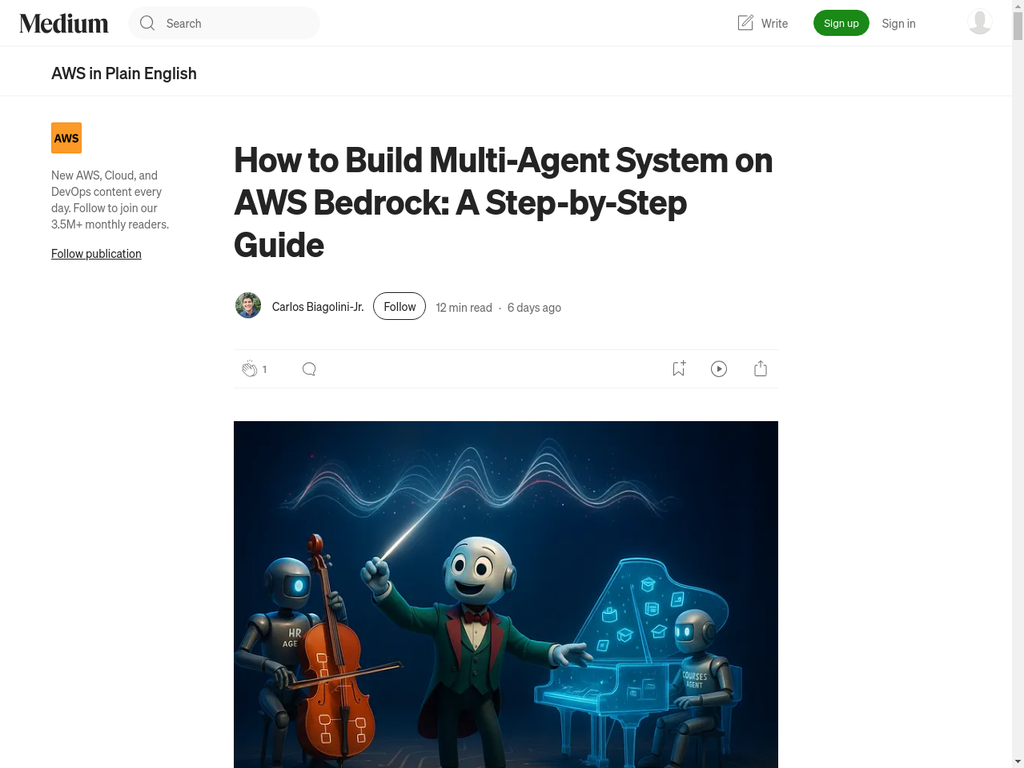 Medium
Search
Write
Sign up
Sign in
AWS in Plain English
AWS
New AWS, Cloud, and
DevOps content every
day. Follow to join our
3.5M+ monthly readers.
Follow publication
How to Build Multi-Agent System on
AWS Bedrock: A Step-by-Step
Guide
Carlos Biagolini-Jr.
Follow
12 min read · 6 days ago
1
HR
AGE
COURSES
AGENT